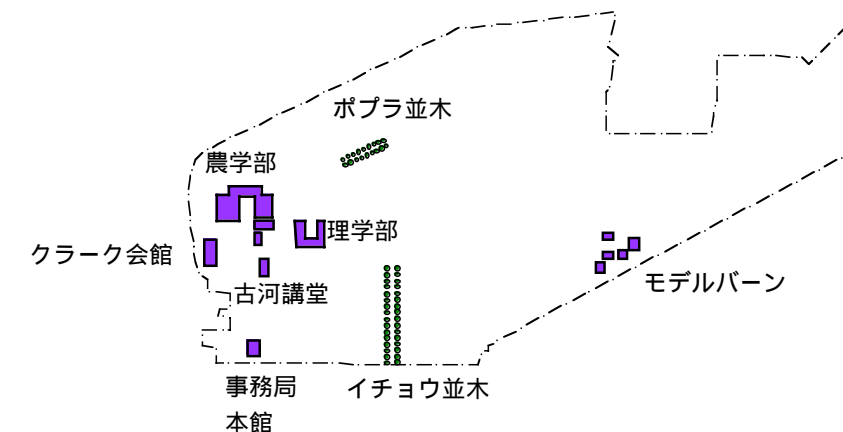 ポプラ並木
農学部
理学部
クラーク会館
モデルバーン
古河講堂
事務局
本館
イチョウ並木